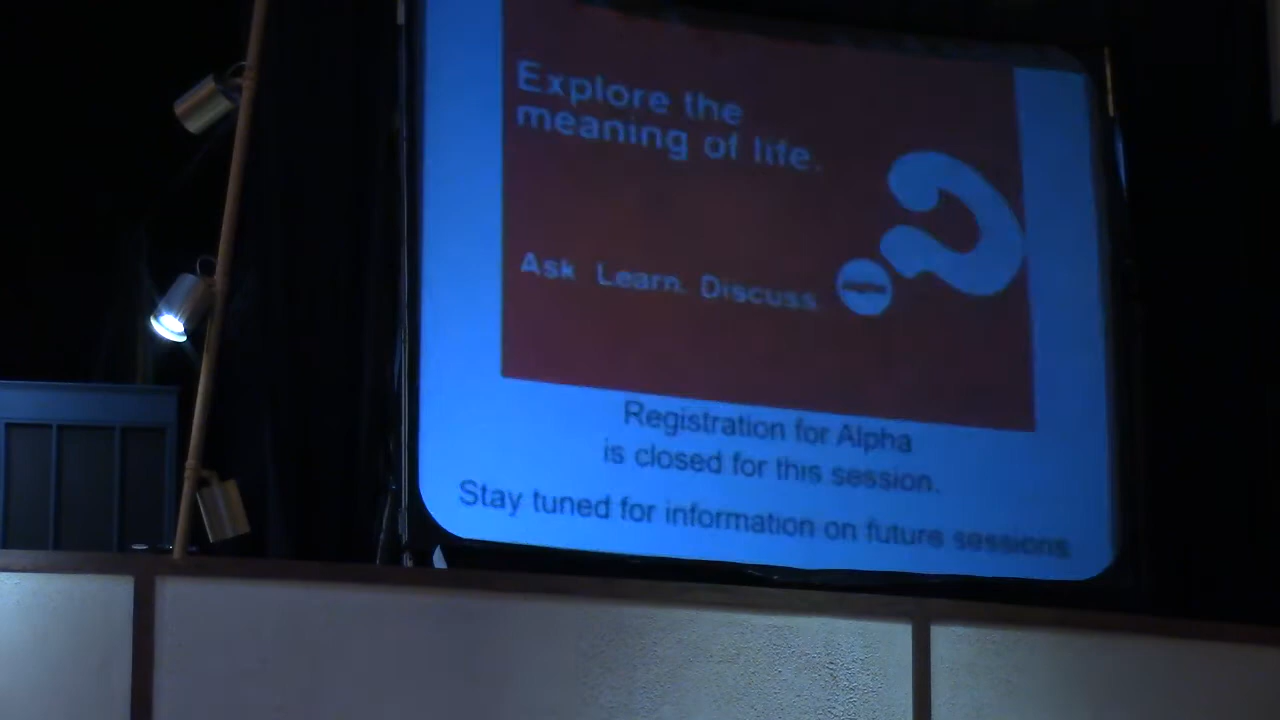 Explore the
meaning of life.
Ask. Learn. Discuss.
Registration for Alpha
is closed for this session.
Stay tuned for information on future sessions